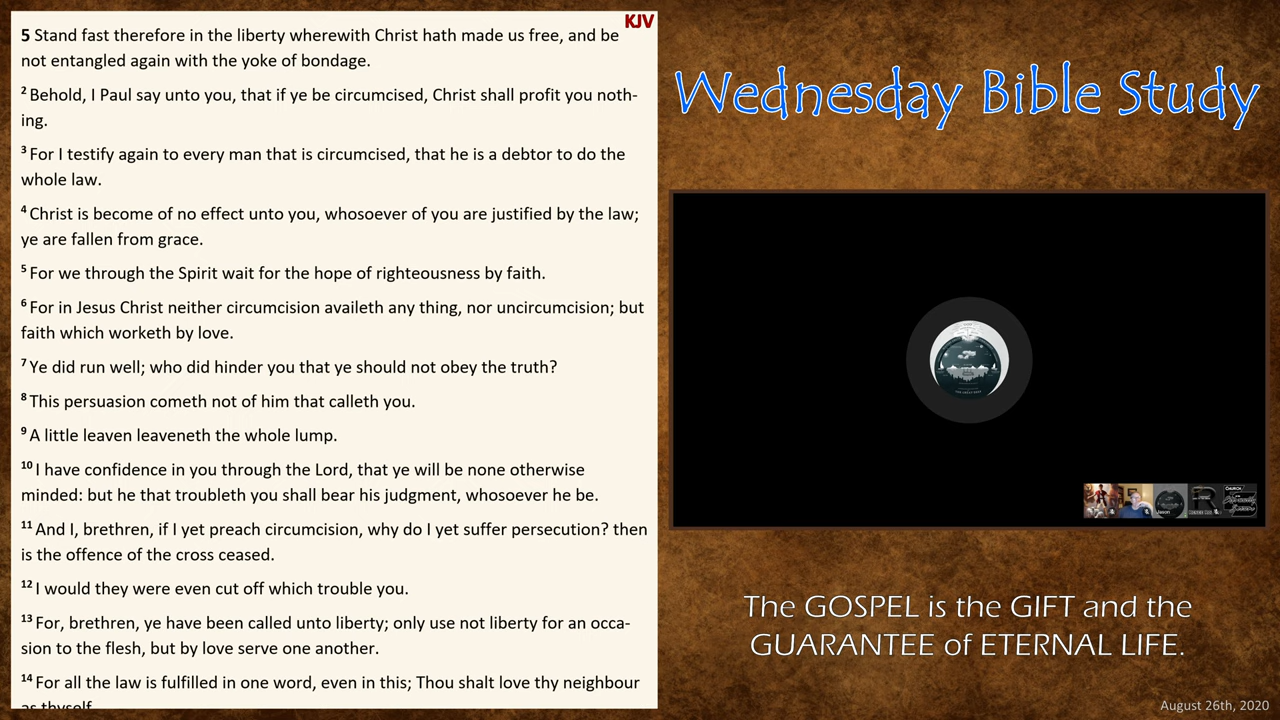 KJV
5 Stand fast therefore in the liberty wherewith Christ hath made us free, and be
not entangled again with the yoke of bondage.
2 Behold, I Paul say unto you, that if ye be circumcised, Christ shall profit you noth-
ing.
3 For I testify again to every man that is circumcised, that he is a debtor to do the
whole law.
4 Christ is become of no effect unto you, whosoever of you are justified by the law;
ye are fallen from grace.
5 For we through the Spirit wait for the hope of righteousness by faith.
6 For in Jesus Christ neither circumcision availeth any thing, nor uncircumcision; but
faith which worketh by love.
7 Ye did run well; who did hinder you that ye should not obey the truth?
8 This persuasion cometh not of him that calleth you.
9 A little leaven leaveneth the whole lump.
10 I have confidence in you through the Lord, that ye will be none otherwise
minded: but he that troubleth you shall bear his judgment, whosoever he be.
11 And I, brethren, if I yet preach circumcision, why do I yet suffer persecution? then
is the offence of the cross ceased.
12 I would they were even cut off which trouble you.
13 For, brethren, ye have been called unto liberty; only use not liberty for an occa-
sion to the flesh, but by love serve one another.
14 For all the law is fulfilled in one word, even in this; Thou shalt love thy neighbour
as thyself
Wednesday Bible Study
Jason
CHURCH
The GOSPEL is the GIFT and the
GUARANTEE of ETERNAL LIFE.
August 26th, 2020